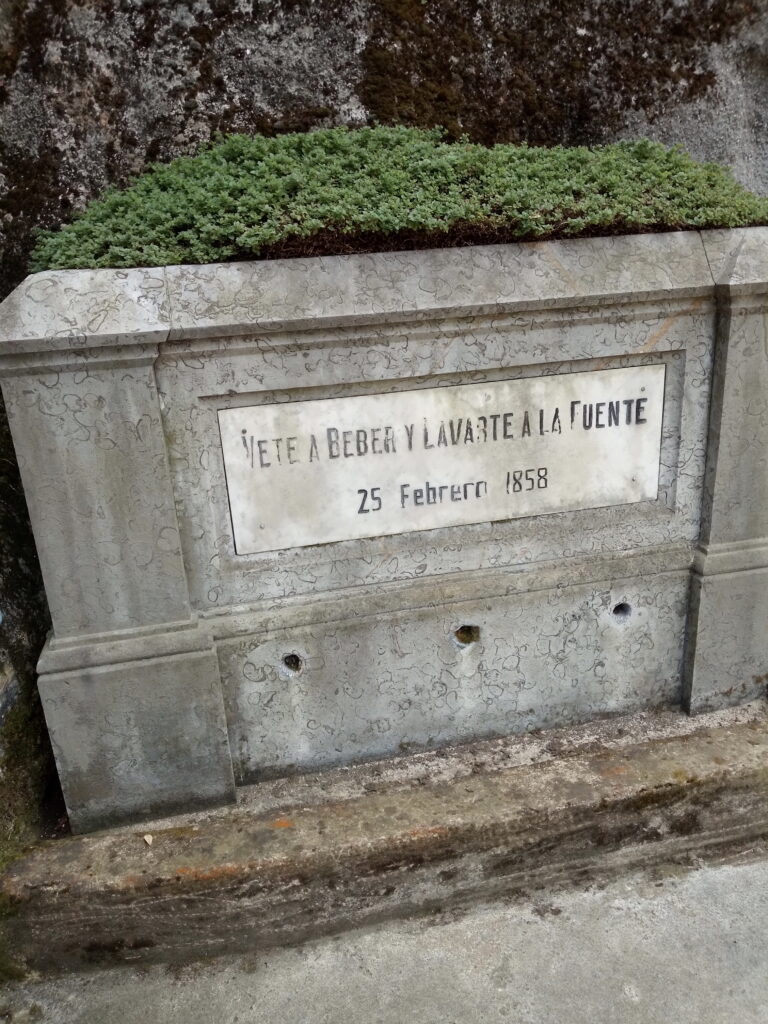 VETE A BEBER Y LAVARTE A LA FUENTE
25 Febrero 1858